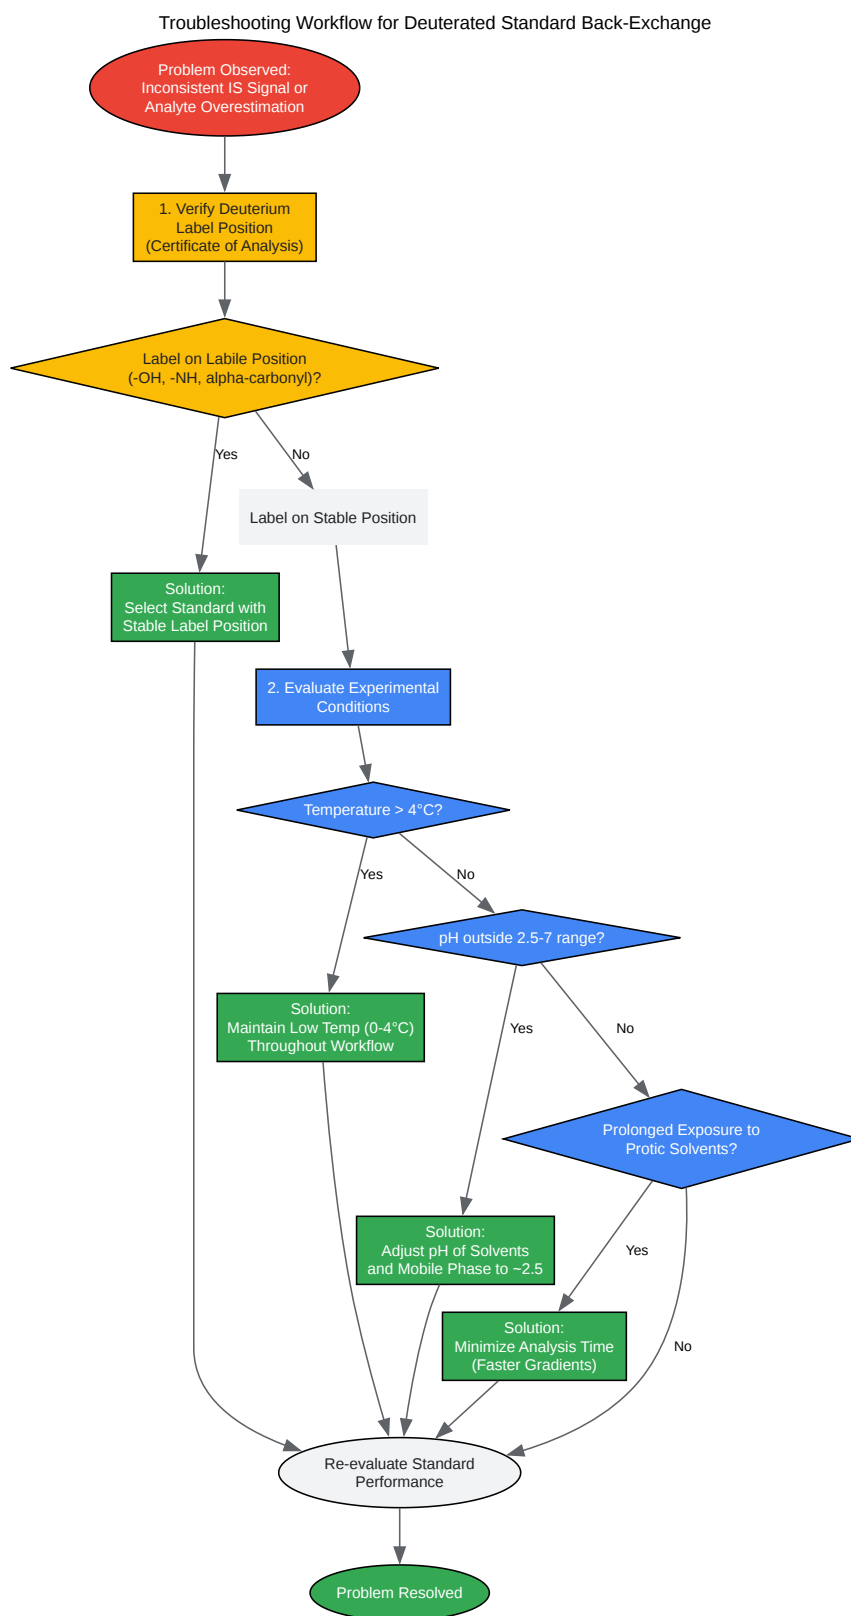 Troubleshooting Workflow for Deuterated Standard Back-Exchange
Problem Observed:
Inconsistent IS Signal or
Analyte Overestimation
1. Verify Deuterium
Label Position
(Certificate of Analysis)
Label on Labile Position
(-OH, -NH, alpha-carbonyl)?
Yes
No
Label on Stable Position
Solution:
Select Standard with
Stable Label Position
2. Evaluate Experimental
Conditions
Temperature > 4°C?
Yes
No
pH outside 2.5-7 range?
Solution:
Maintain Low Temp (0-4°C)
Throughout Workflow
Yes
No
Prolonged Exposure to
Protic Solvents?
Solution:
Adjust pH of Solvents
and Mobile Phase to ~2.5
Yes
Solution:
Minimize Analysis Time
(Faster Gradients)
No
Re-evaluate Standard
Performance
Problem Resolved